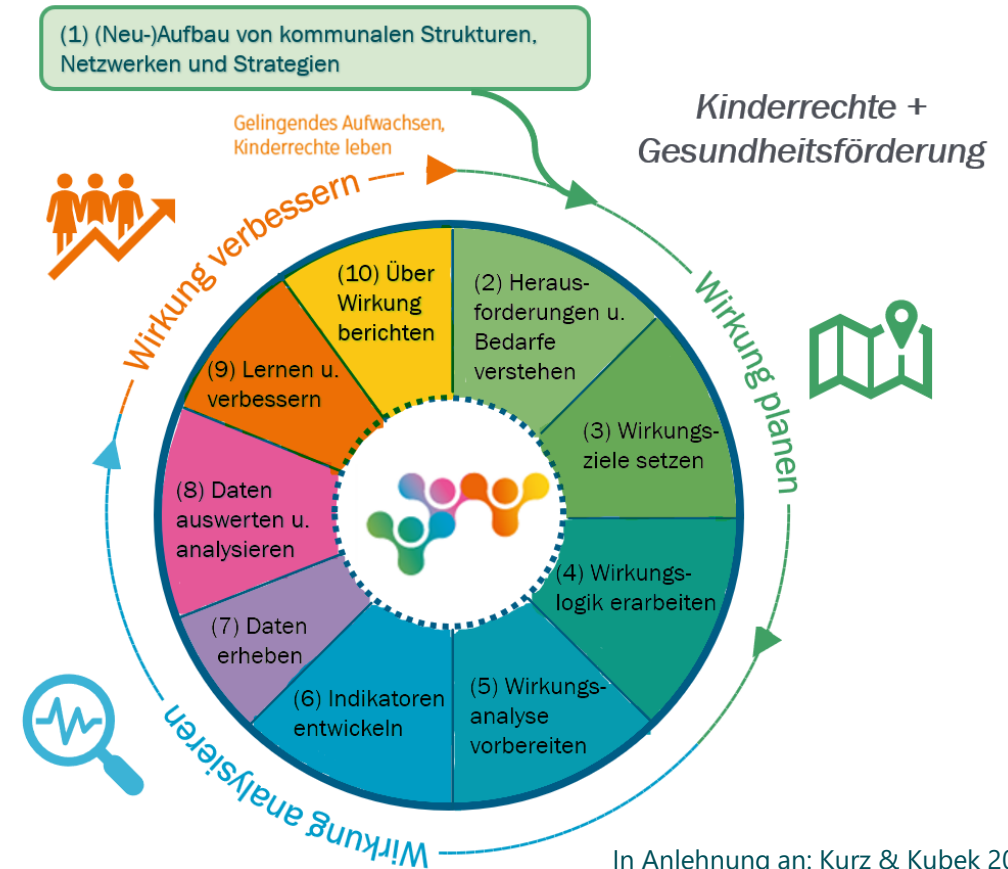 (1) (Neu-)Aufbau von kommunalen Strukturen,
Netzwerken und Strategien
Kinderrechte +
Gesundheitsförderung
Gelingendes Aufwachsen,
Kinderrechte leben
Wirkung verbessern
Wirkung planen
Wirkung analysieren
(2) Heraus-
forderungen u.
Bedarfe
verstehen
(3) Wirkungs-
ziele setzen
(4) Wirkungs-
logik erarbeiten
(5) Wirkungs-
analyse
vorbereiten
(6) Indikatoren
entwickeln
(7) Daten
erheben
(8) Daten
auswerten u.
analysieren
(9) Lernen u.
verbessern
(10) Über
Wirkung
berichten
In Anlehnung an: Kurz & Kubek